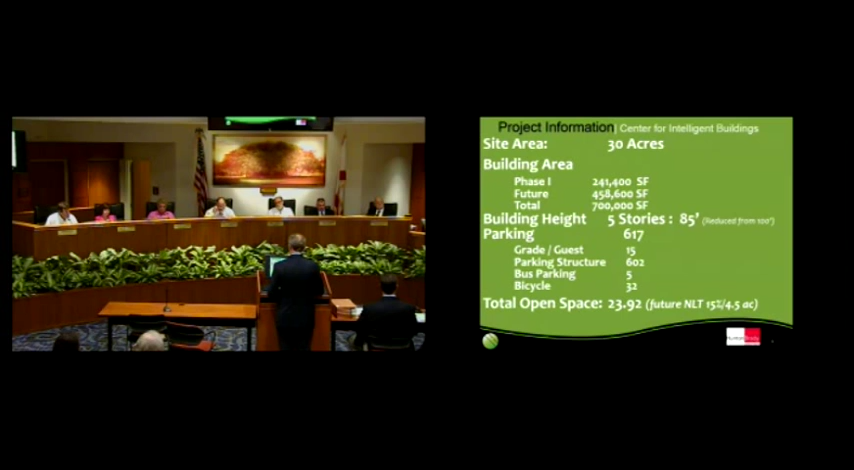 Project Information | Center for Intelligent Buildings
Site Area: 30 Acres
Building Area
Phase I 241,400 SF
Future 458,600 SF
Total 700,000 SF
Building Height 5 Stories : 85' (Reduced from 100')
Parking 617
Grade / Guest 15
Parking Structure 602
Bus Parking 5
Bicycle 32
Total Open Space: 23.92 (future NLT 15%/4.5 ac)